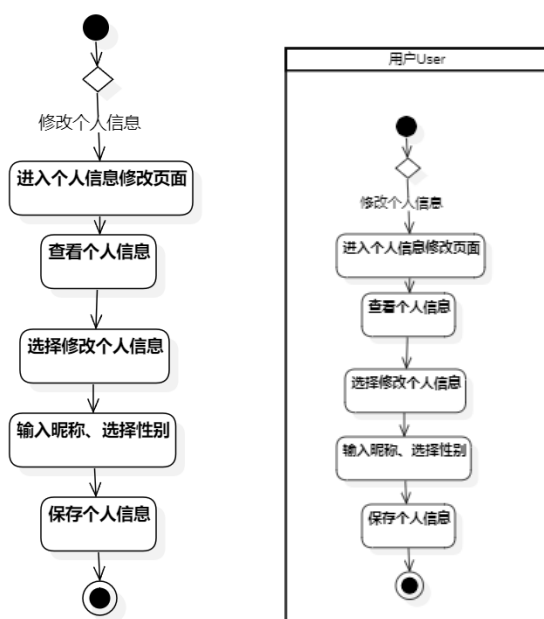 修改个人信息
进入个人信息修改页面
查看个人信息
选择修改个人信息
输入昵称、选择性别
保存个人信息
用户User
修改个人信息
进入个人信息修改页面
查看个人信息
选择修改个人信息
输入昵称、选择性别
保存个人信息